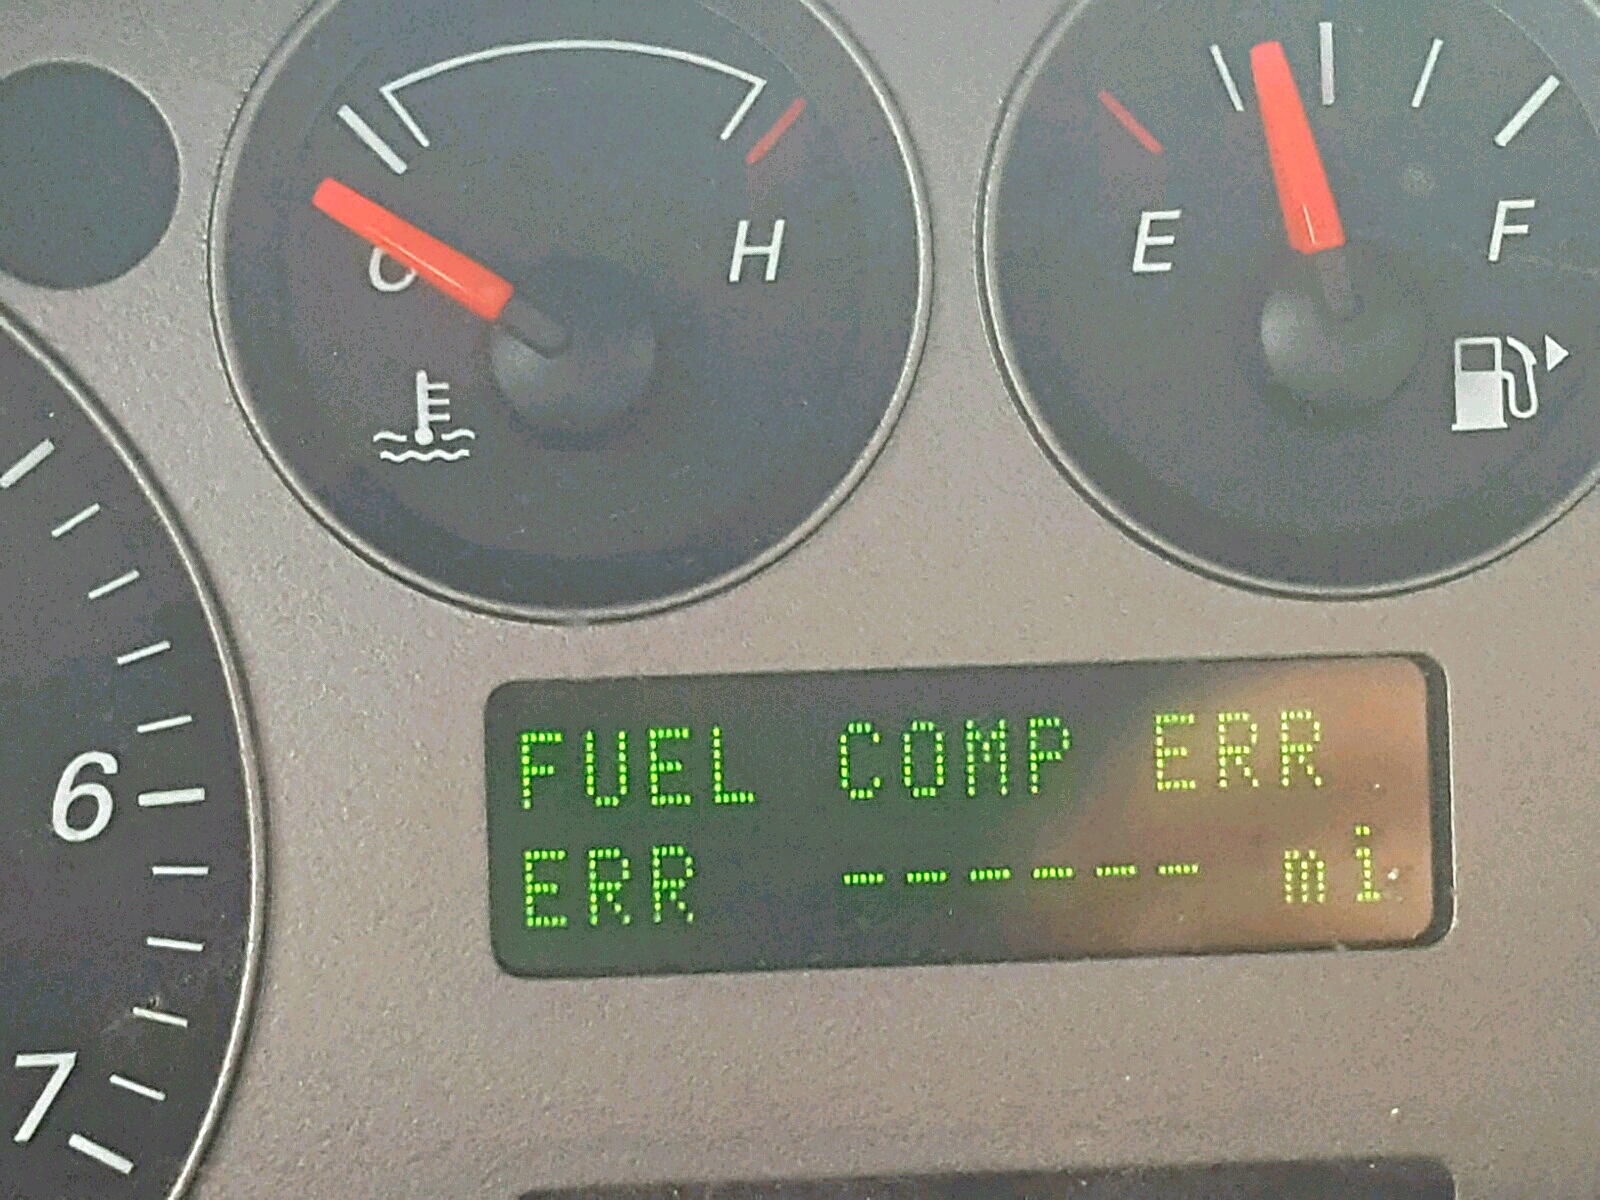 C H
E F
FUEL COMP ERR
ERR ------ mi
6
7